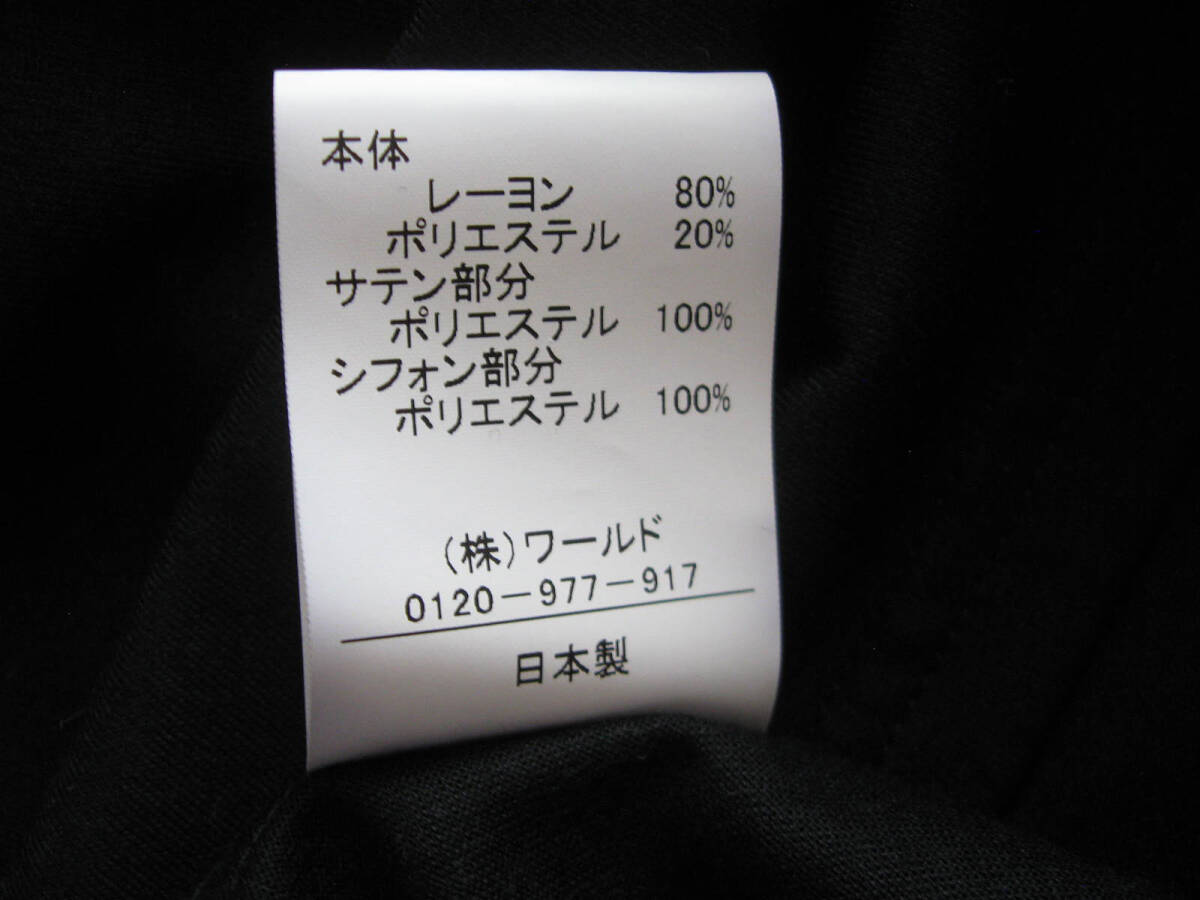 本体
レーヨン 80%
ポリエステル 20%
サテン部分
ポリエステル 100%
シフォン部分
ポリエステル 100%
(株)ワールド
0120-977-917
日本製